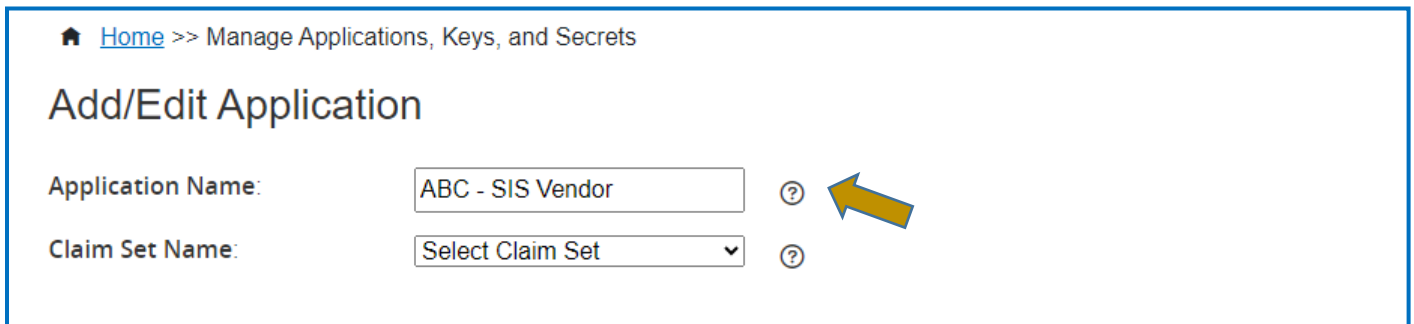 Home >> Manage Applications, Keys, and Secrets
Add/Edit Application
Application Name: ABC - SIS Vendor ?
Claim Set Name: Select Claim Set ?